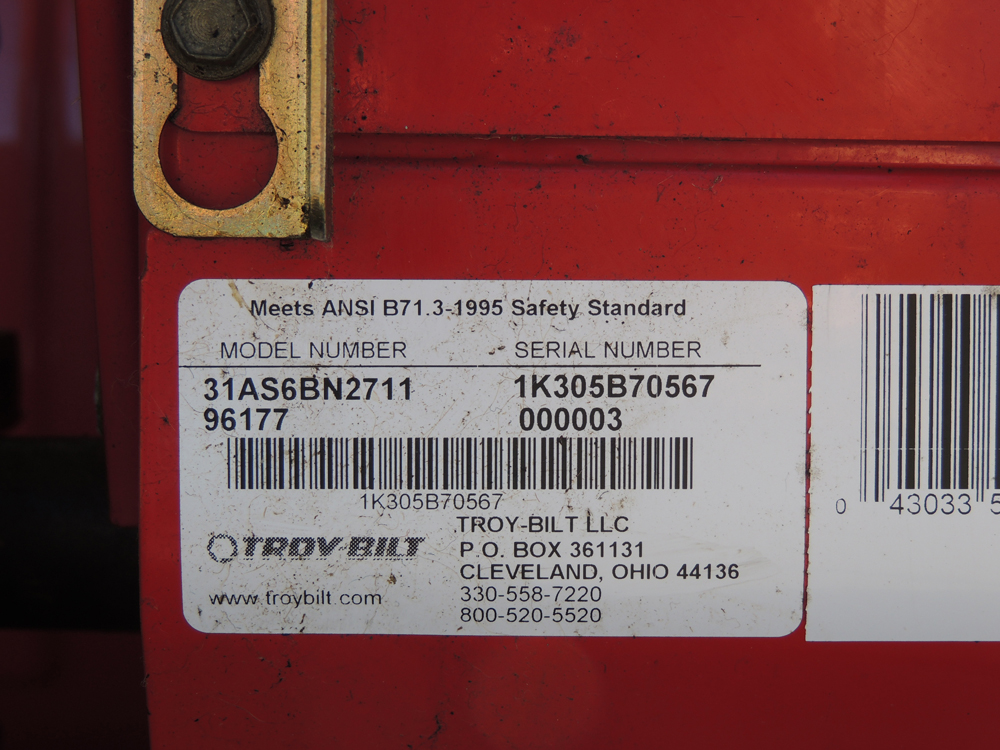 Meets ANSI B71.3-1995 Safety Standard
MODEL NUMBER SERIAL NUMBER
31AS6BN2711 1K305B70567
96177 000003
1K305B70567
TROY-BILT
www.troybilt.com
TROY-BILT LLC
P.O. BOX 361131
CLEVELAND, OHIO 44136
330-558-7220
800-520-5520
0 43033 5